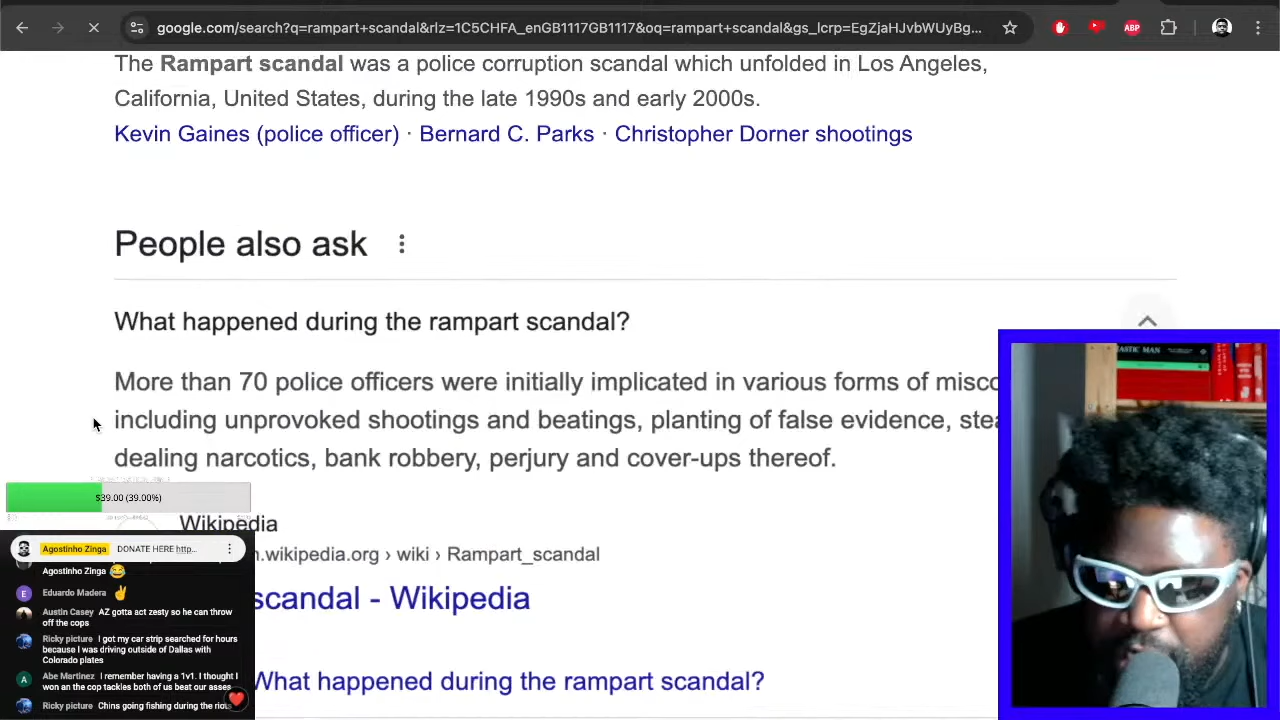 google.com/search?q=rampart+scandal&rlz=1C5CHFA_enGB1117GB1117&oq=rampart+scandal&gs_lcrp=EgZjaHJvbWUyBg...
ABP
The Rampart scandal was a police corruption scandal which unfolded in Los Angeles,
California, United States, during the late 1990s and early 2000s.
Kevin Gaines (police officer) · Bernard C. Parks · Christopher Dorner shootings
People also ask
What happened during the rampart scandal?
More than 70 police officers were initially implicated in various forms of misco
including unprovoked shootings and beatings, planting of false evidence, stea
dealing narcotics, bank robbery, perjury and cover-ups thereof.
$39.00 (39.00%)
Wikipedia
n.wikipedia.org › wiki › Rampart_scandal
scandal - Wikipedia
What happened during the rampart scandal?
Agostinho Zinga DONATE HERE http...
Agostinho Zinga 😂
E Eduardo Madera ✌️
Austin Casey AZ gotta act zesty so he can throw
off the cops
Ricky picture I got my car strip searched for hours
because I was driving outside of Dallas with
Colorado plates
A Abe Martinez I remember having a 1v1. I thought I
won an the cop tackles both of us beat our asses
Ricky picture Chins going fishing during the riots
ASTIC MAN